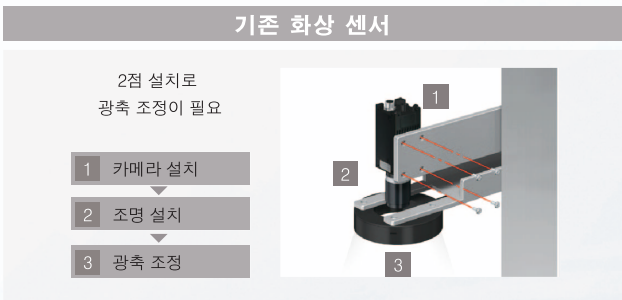 기존 화상 센서
2점 설치로
광축 조정이 필요
1 카메라 설치
2 조명 설치
3 광축 조정
1
2
3